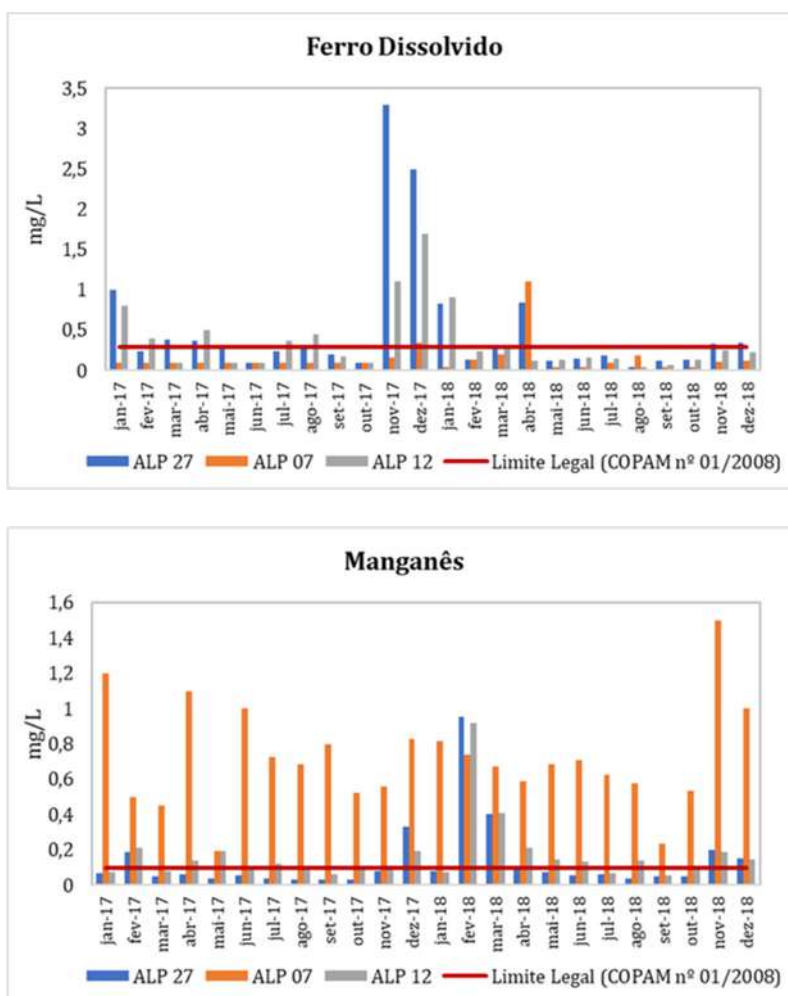 Ferro Dissolvido
3,5
3
2,5
2
1,5
1
0,5
0
mg/L
jan-17
fev-17
mar-17
abr-17
mai-17
jun-17
jul-17
ago-17
set-17
out-17
nov-17
dez-17
jan-18
fev-18
mar-18
abr-18
mai-18
jun-18
jul-18
ago-18
set-18
out-18
nov-18
dez-18
ALP 27 ALP 07 ALP 12 Limite Legal (COPAM nº 01/2008)
Manganês
1,6
1,4
1,2
1
0,8
0,6
0,4
0,2
0
mg/L
jan-17
fev-17
mar-17
abr-17
mai-17
jun-17
jul-17
ago-17
set-17
out-17
nov-17
dez-17
jan-18
fev-18
mar-18
abr-18
mai-18
jun-18
jul-18
ago-18
set-18
out-18
nov-18
dez-18
ALP 27 ALP 07 ALP 12 Limite Legal (COPAM nº 01/2008)